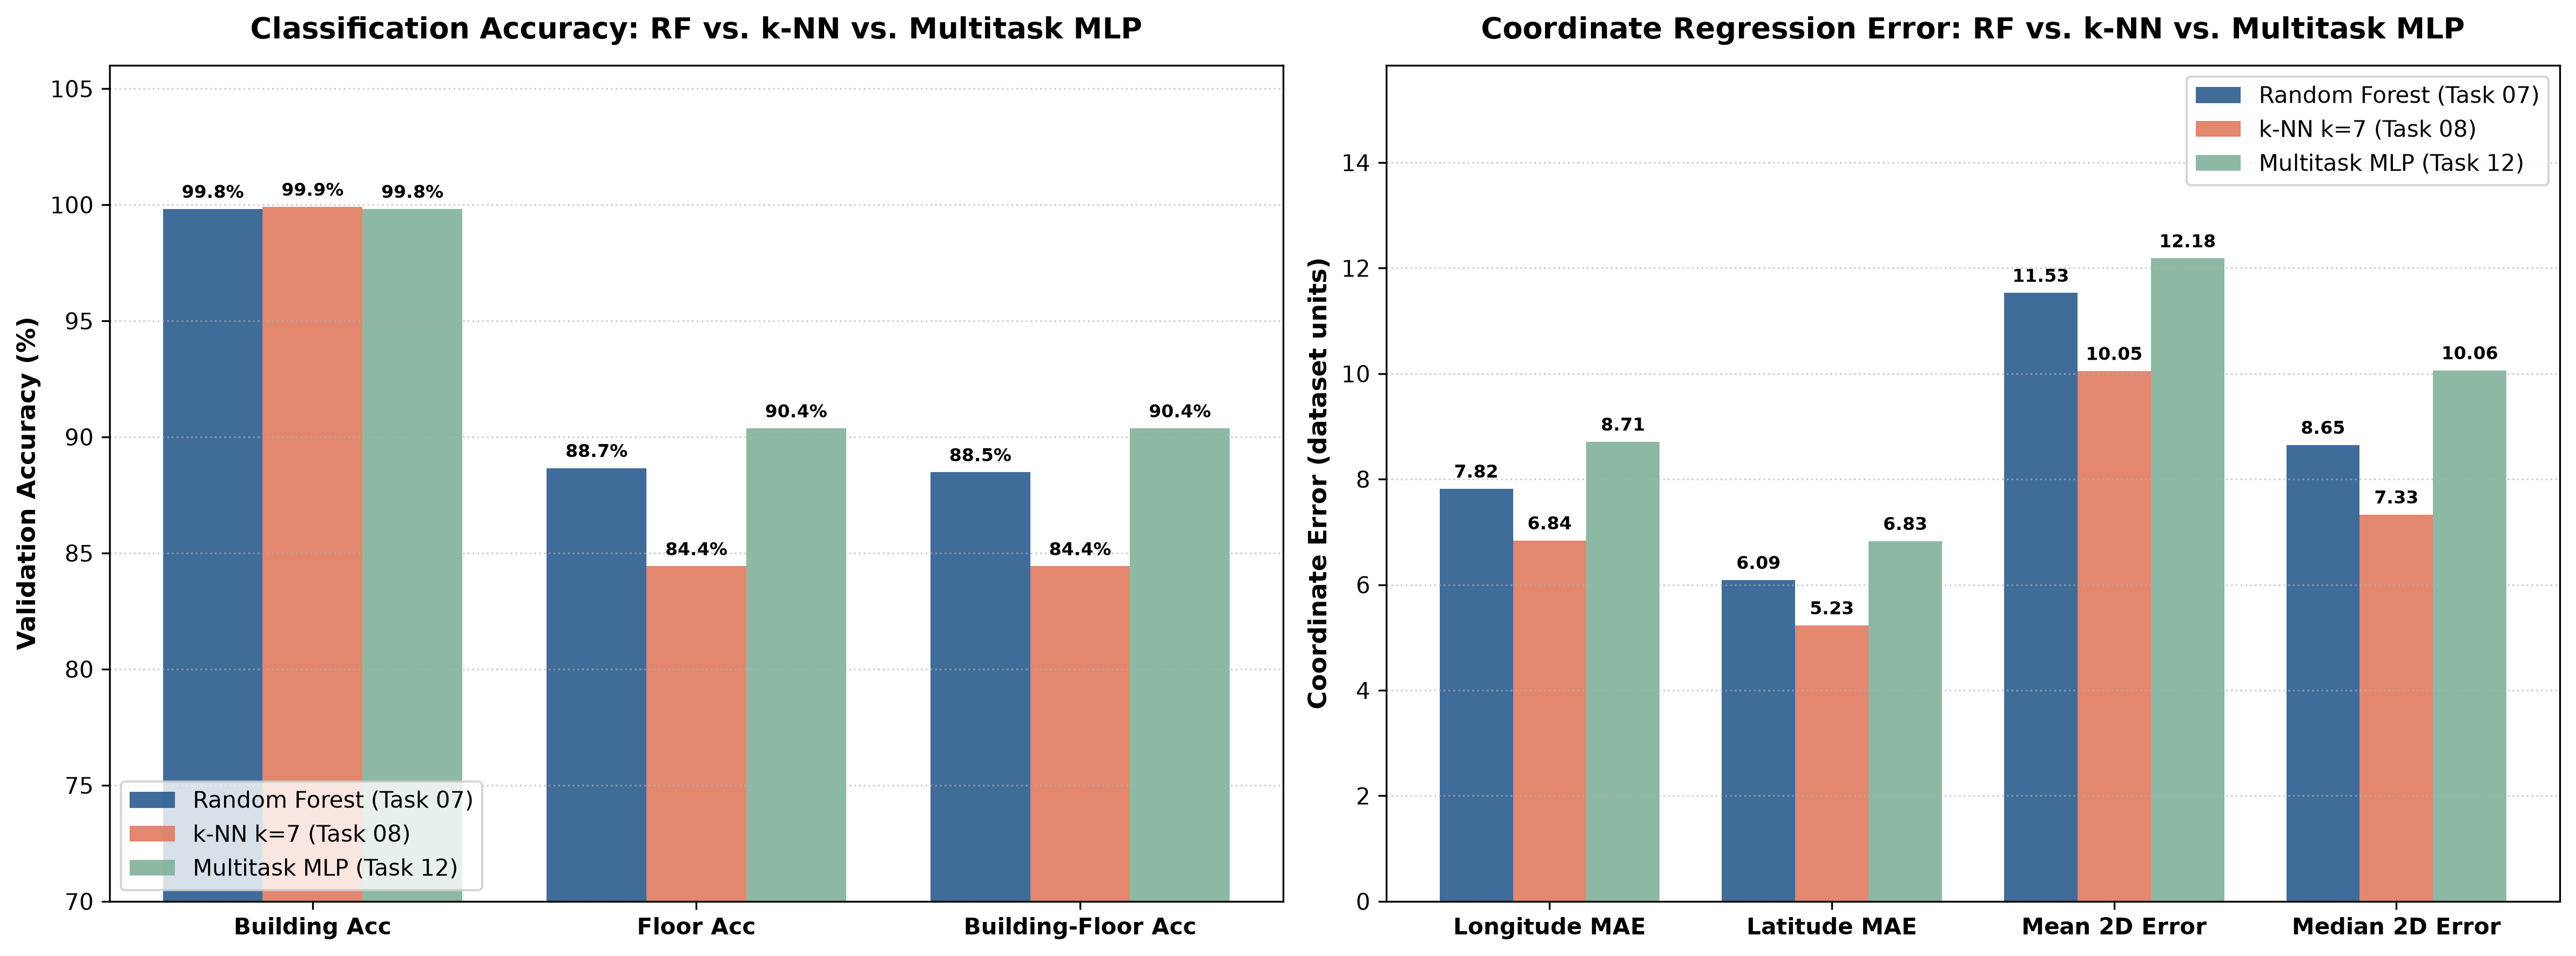 Classification Accuracy: RF vs. k-NN vs. Multitask MLP
Validation Accuracy (%)
105
100
95
90
85
80
75
70
99.8%
99.9%
99.8%
88.7%
84.4%
90.4%
88.5%
84.4%
90.4%
Random Forest (Task 07)
k-NN k=7 (Task 08)
Multitask MLP (Task 12)
Building Acc
Floor Acc
Building-Floor Acc
Coordinate Regression Error: RF vs. k-NN vs. Multitask MLP
Coordinate Error (dataset units)
14
12
10
8
6
4
2
0
Random Forest (Task 07)
k-NN k=7 (Task 08)
Multitask MLP (Task 12)
7.82
6.84
8.71
6.09
5.23
6.83
11.53
10.05
12.18
8.65
7.33
10.06
Longitude MAE
Latitude MAE
Mean 2D Error
Median 2D Error